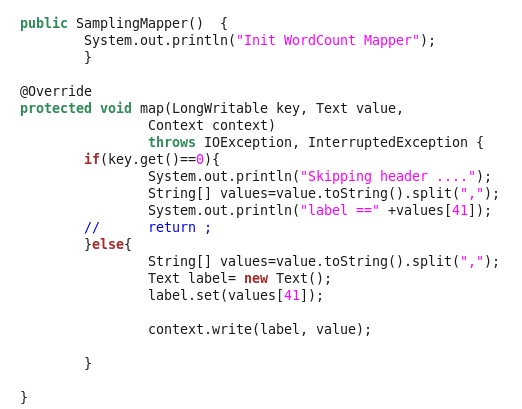 public SamplingMapper()  {
        System.out.println("Init WordCount Mapper");
        }

@Override
protected void map(LongWritable key, Text value,
                Context context)
                throws IOException, InterruptedException {
        if(key.get()==0){
                System.out.println("Skipping header ....");
                String[] values=value.toString().split(",");
                System.out.println("label ==" +values[41]);
        //      return ;
        }else{
                String[] values=value.toString().split(",");
                Text label= new Text();
                label.set(values[41]);

                context.write(label, value);

        }

}